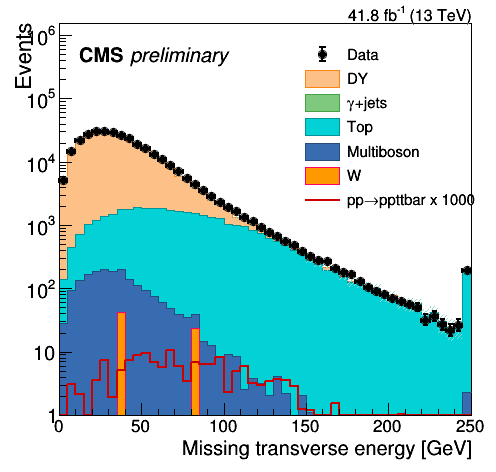 41.8 fb⁻¹ (13 TeV)
Events
CMS preliminary
Data
DY
γ+jets
Top
Multiboson
W
pp→ppttbar x 1000
10⁶
10⁵
10⁴
10³
10²
10
1
50
100
150
200
250
Missing transverse energy [GeV]